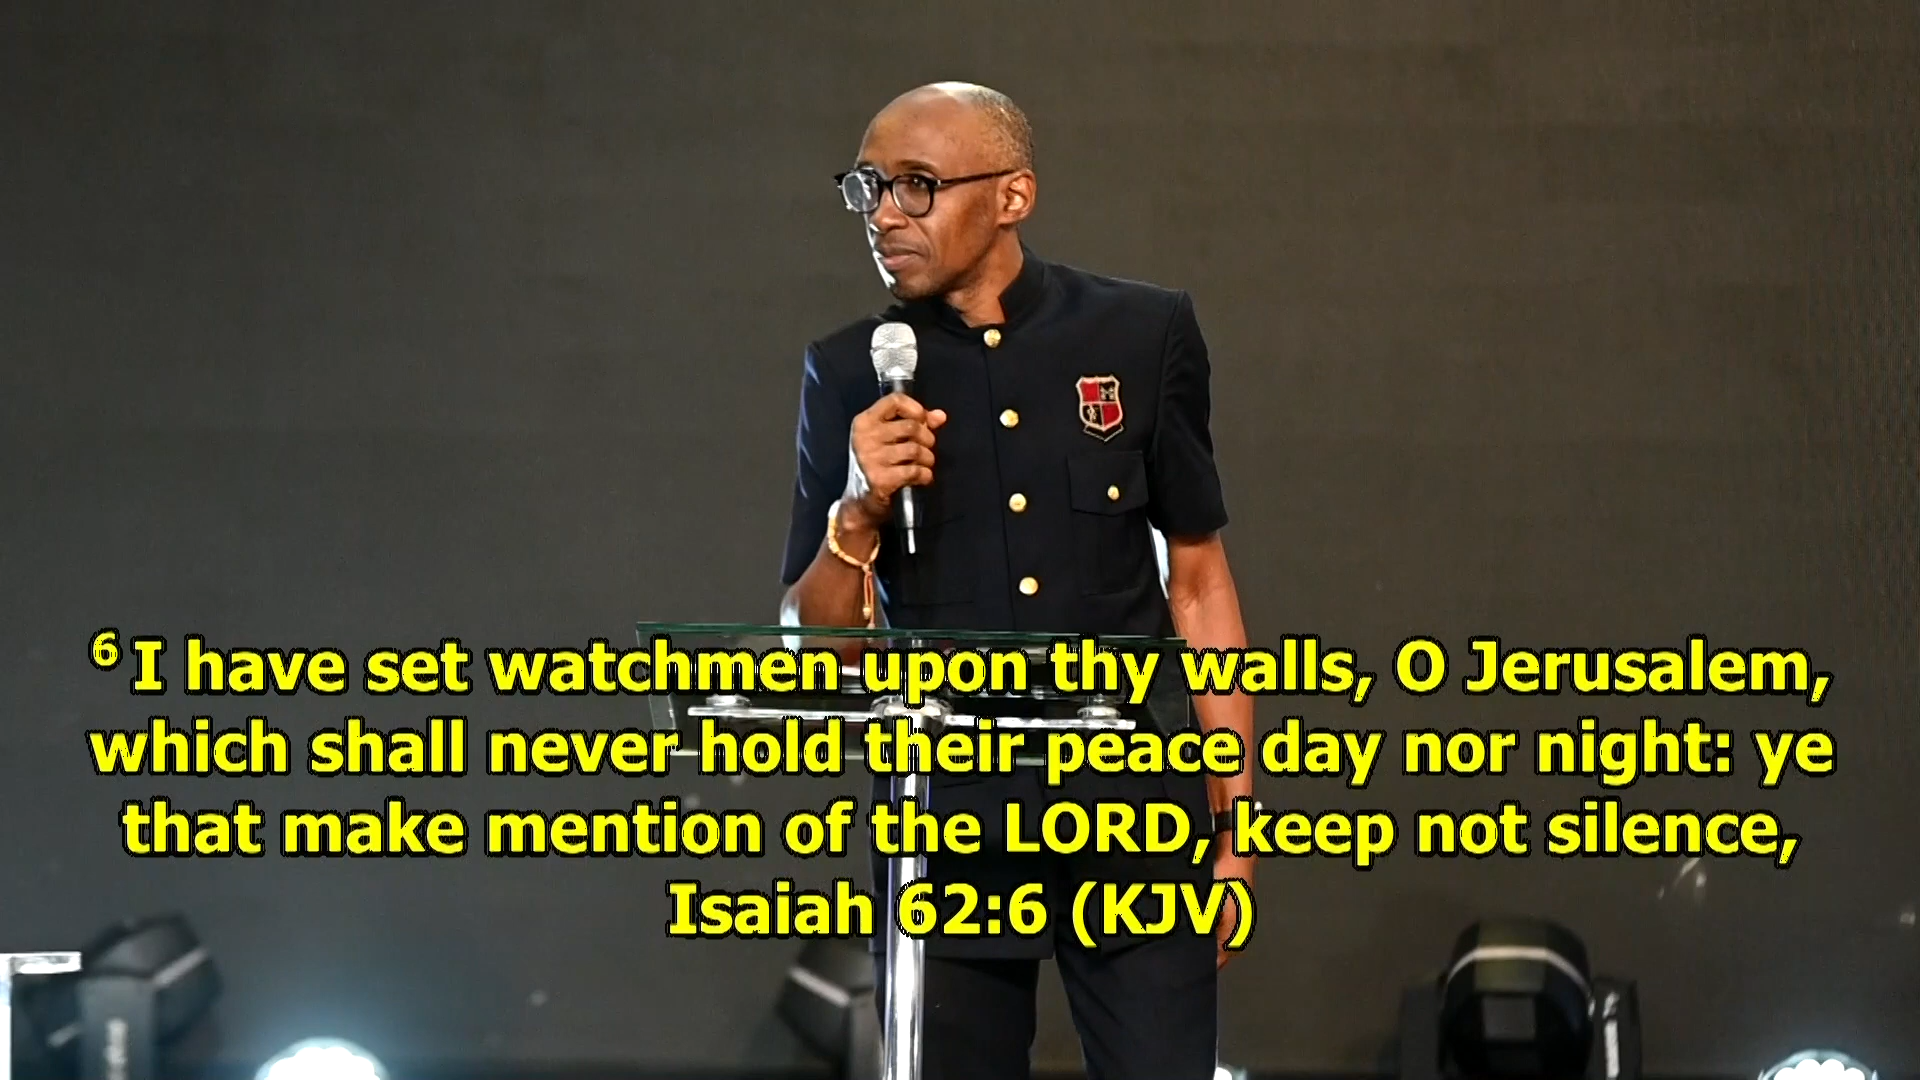 6 I have set watchmen upon thy walls, O Jerusalem,
which shall never hold their peace day nor night: ye
that make mention of the LORD, keep not silence,
Isaiah 62:6 (KJV)